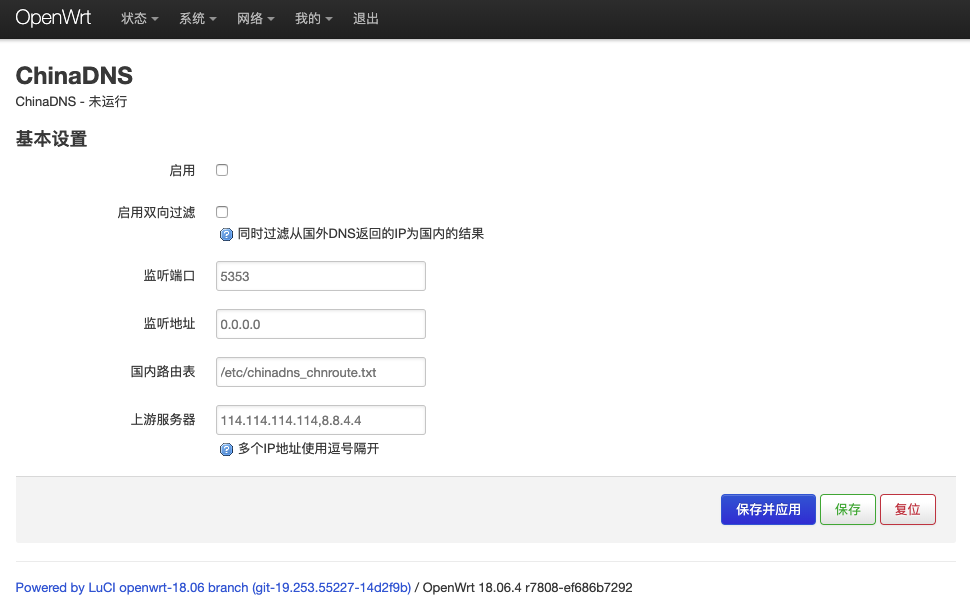 OpenWrt 状态 系统 网络 我的 退出
ChinaDNS
ChinaDNS - 未运行
基本设置
启用
启用双向过滤
同时过滤从国外DNS返回的IP为国内的结果
监听端口 5353
监听地址 0.0.0.0
国内路由表 /etc/chinadns_chnroute.txt
上游服务器 114.114.114.114,8.8.4.4
多个IP地址使用逗号隔开
保存并应用 保存 复位
Powered by LuCI openwrt-18.06 branch (git-19.253.55227-14d2f9b) / OpenWrt 18.06.4 r7808-ef686b7292